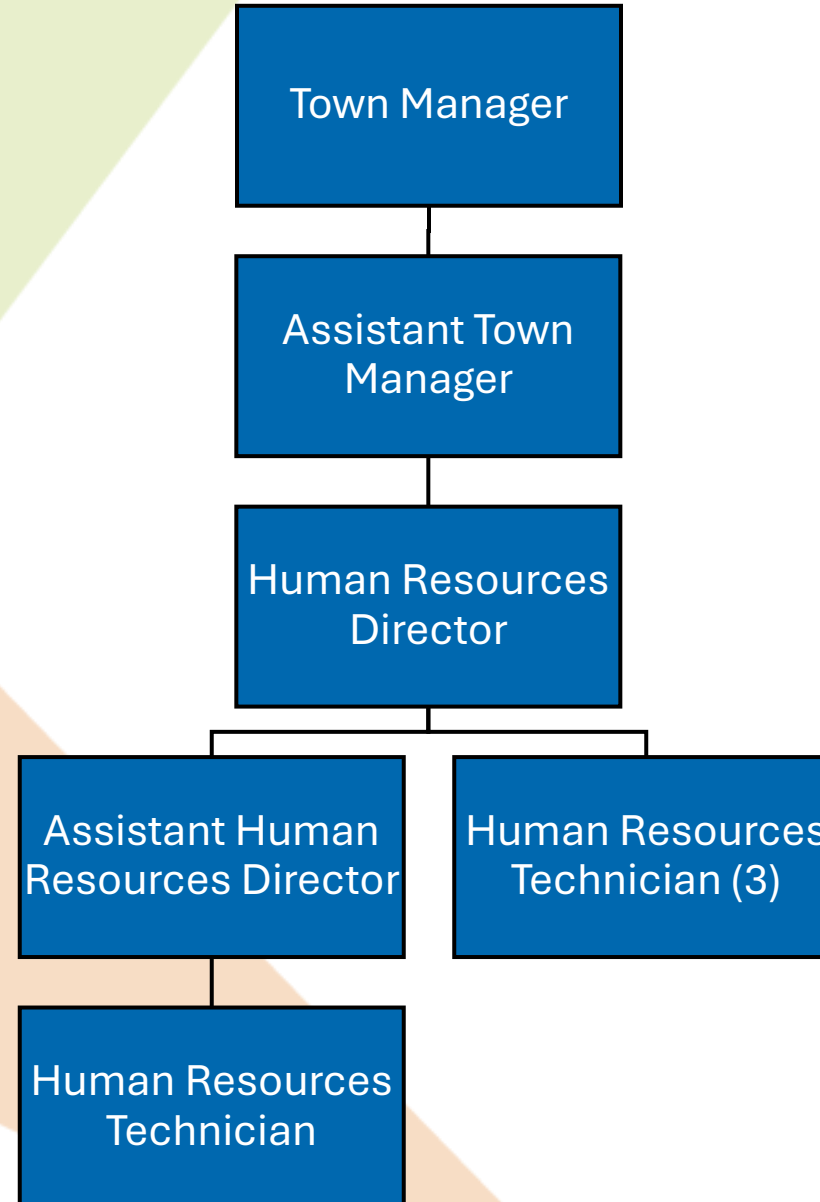 Town Manager
Assistant Town
Manager
Human Resources
Director
Assistant Human
Resources Director
Human Resources
Technician (3)
Human Resources
Technician